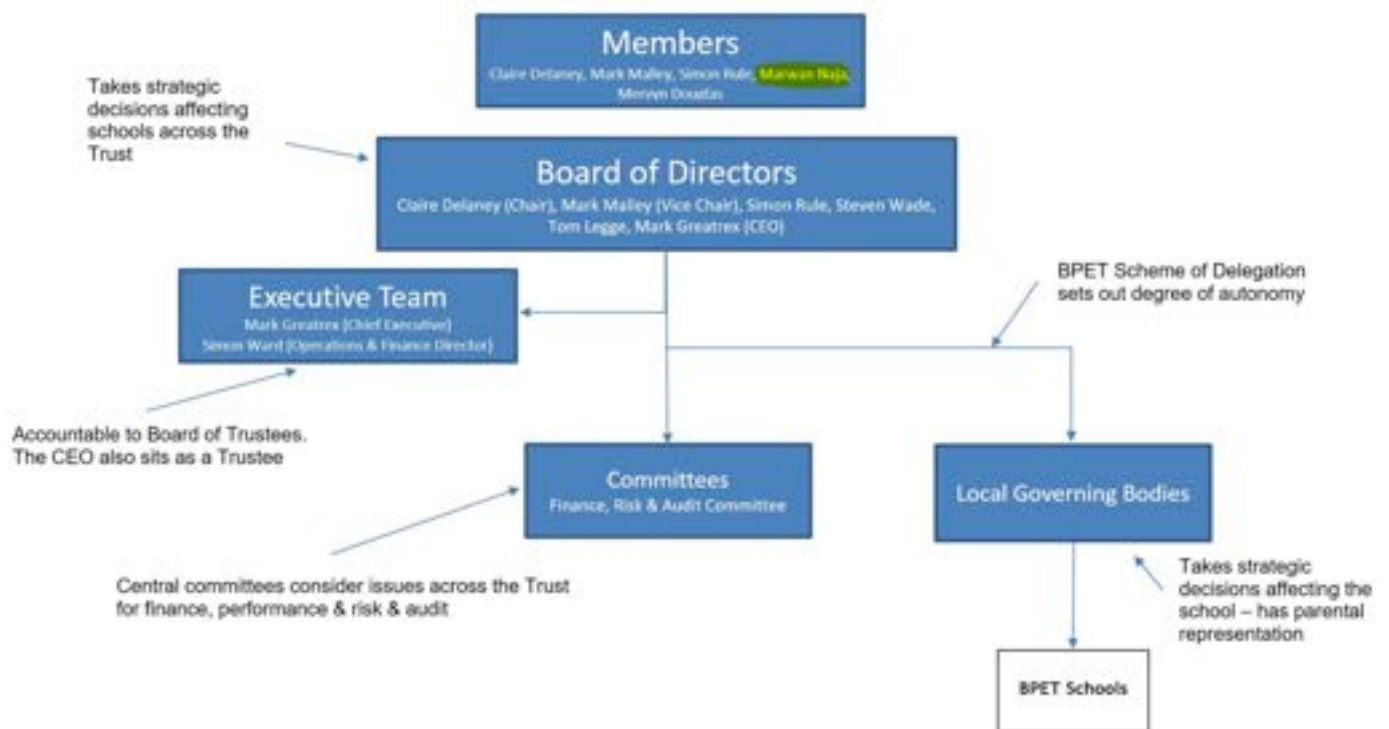 Members
Claire Delaney, Mark Malley, Simon Rule, Marwan Naja,
Mervyn Douglas
Takes strategic
decisions affecting
schools across the
Trust
Board of Directors
Claire Delaney (Chair), Mark Malley (Vice Chair), Simon Rule, Steven Wade,
Tom Legge, Mark Greatrex (CEO)
Executive Team
Mark Greatrex (Chief Executive)
Simon Ward (Operations & Finance Director)
BPET Scheme of Delegation
sets out degree of autonomy
Accountable to Board of Trustees.
The CEO also sits as a Trustee
Committees
Finance, Risk & Audit Committee
Local Governing Bodies
Central committees consider issues across the Trust
for finance, performance & risk & audit
Takes strategic
decisions affecting the
school – has parental
representation
BPET Schools